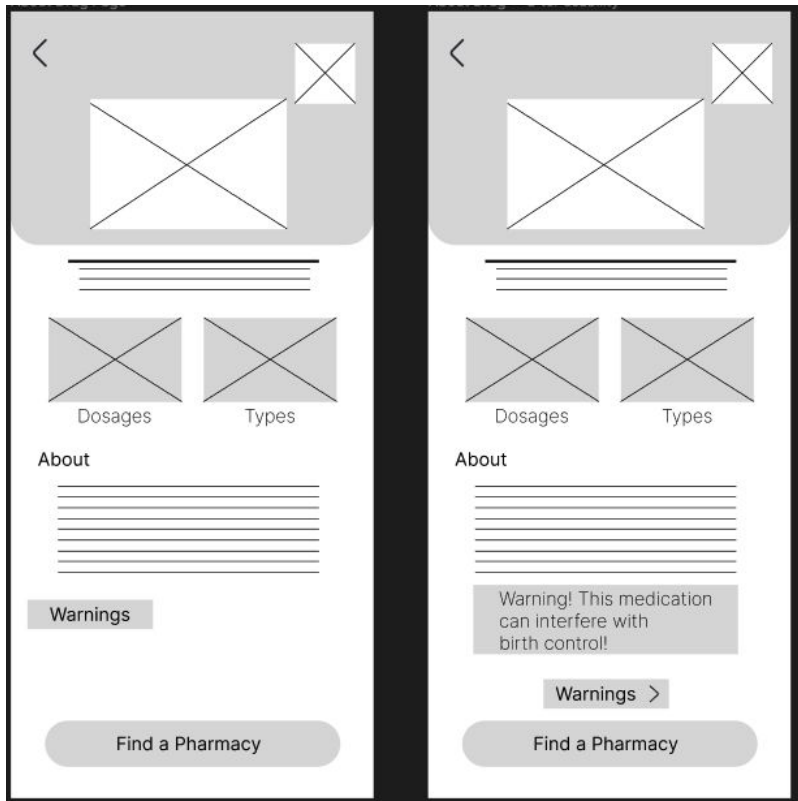 Dosages
Types
About
Warnings
Find a Pharmacy
Dosages
Types
About
Warning! This medication
can interfere with
birth control!
Warnings
Find a Pharmacy